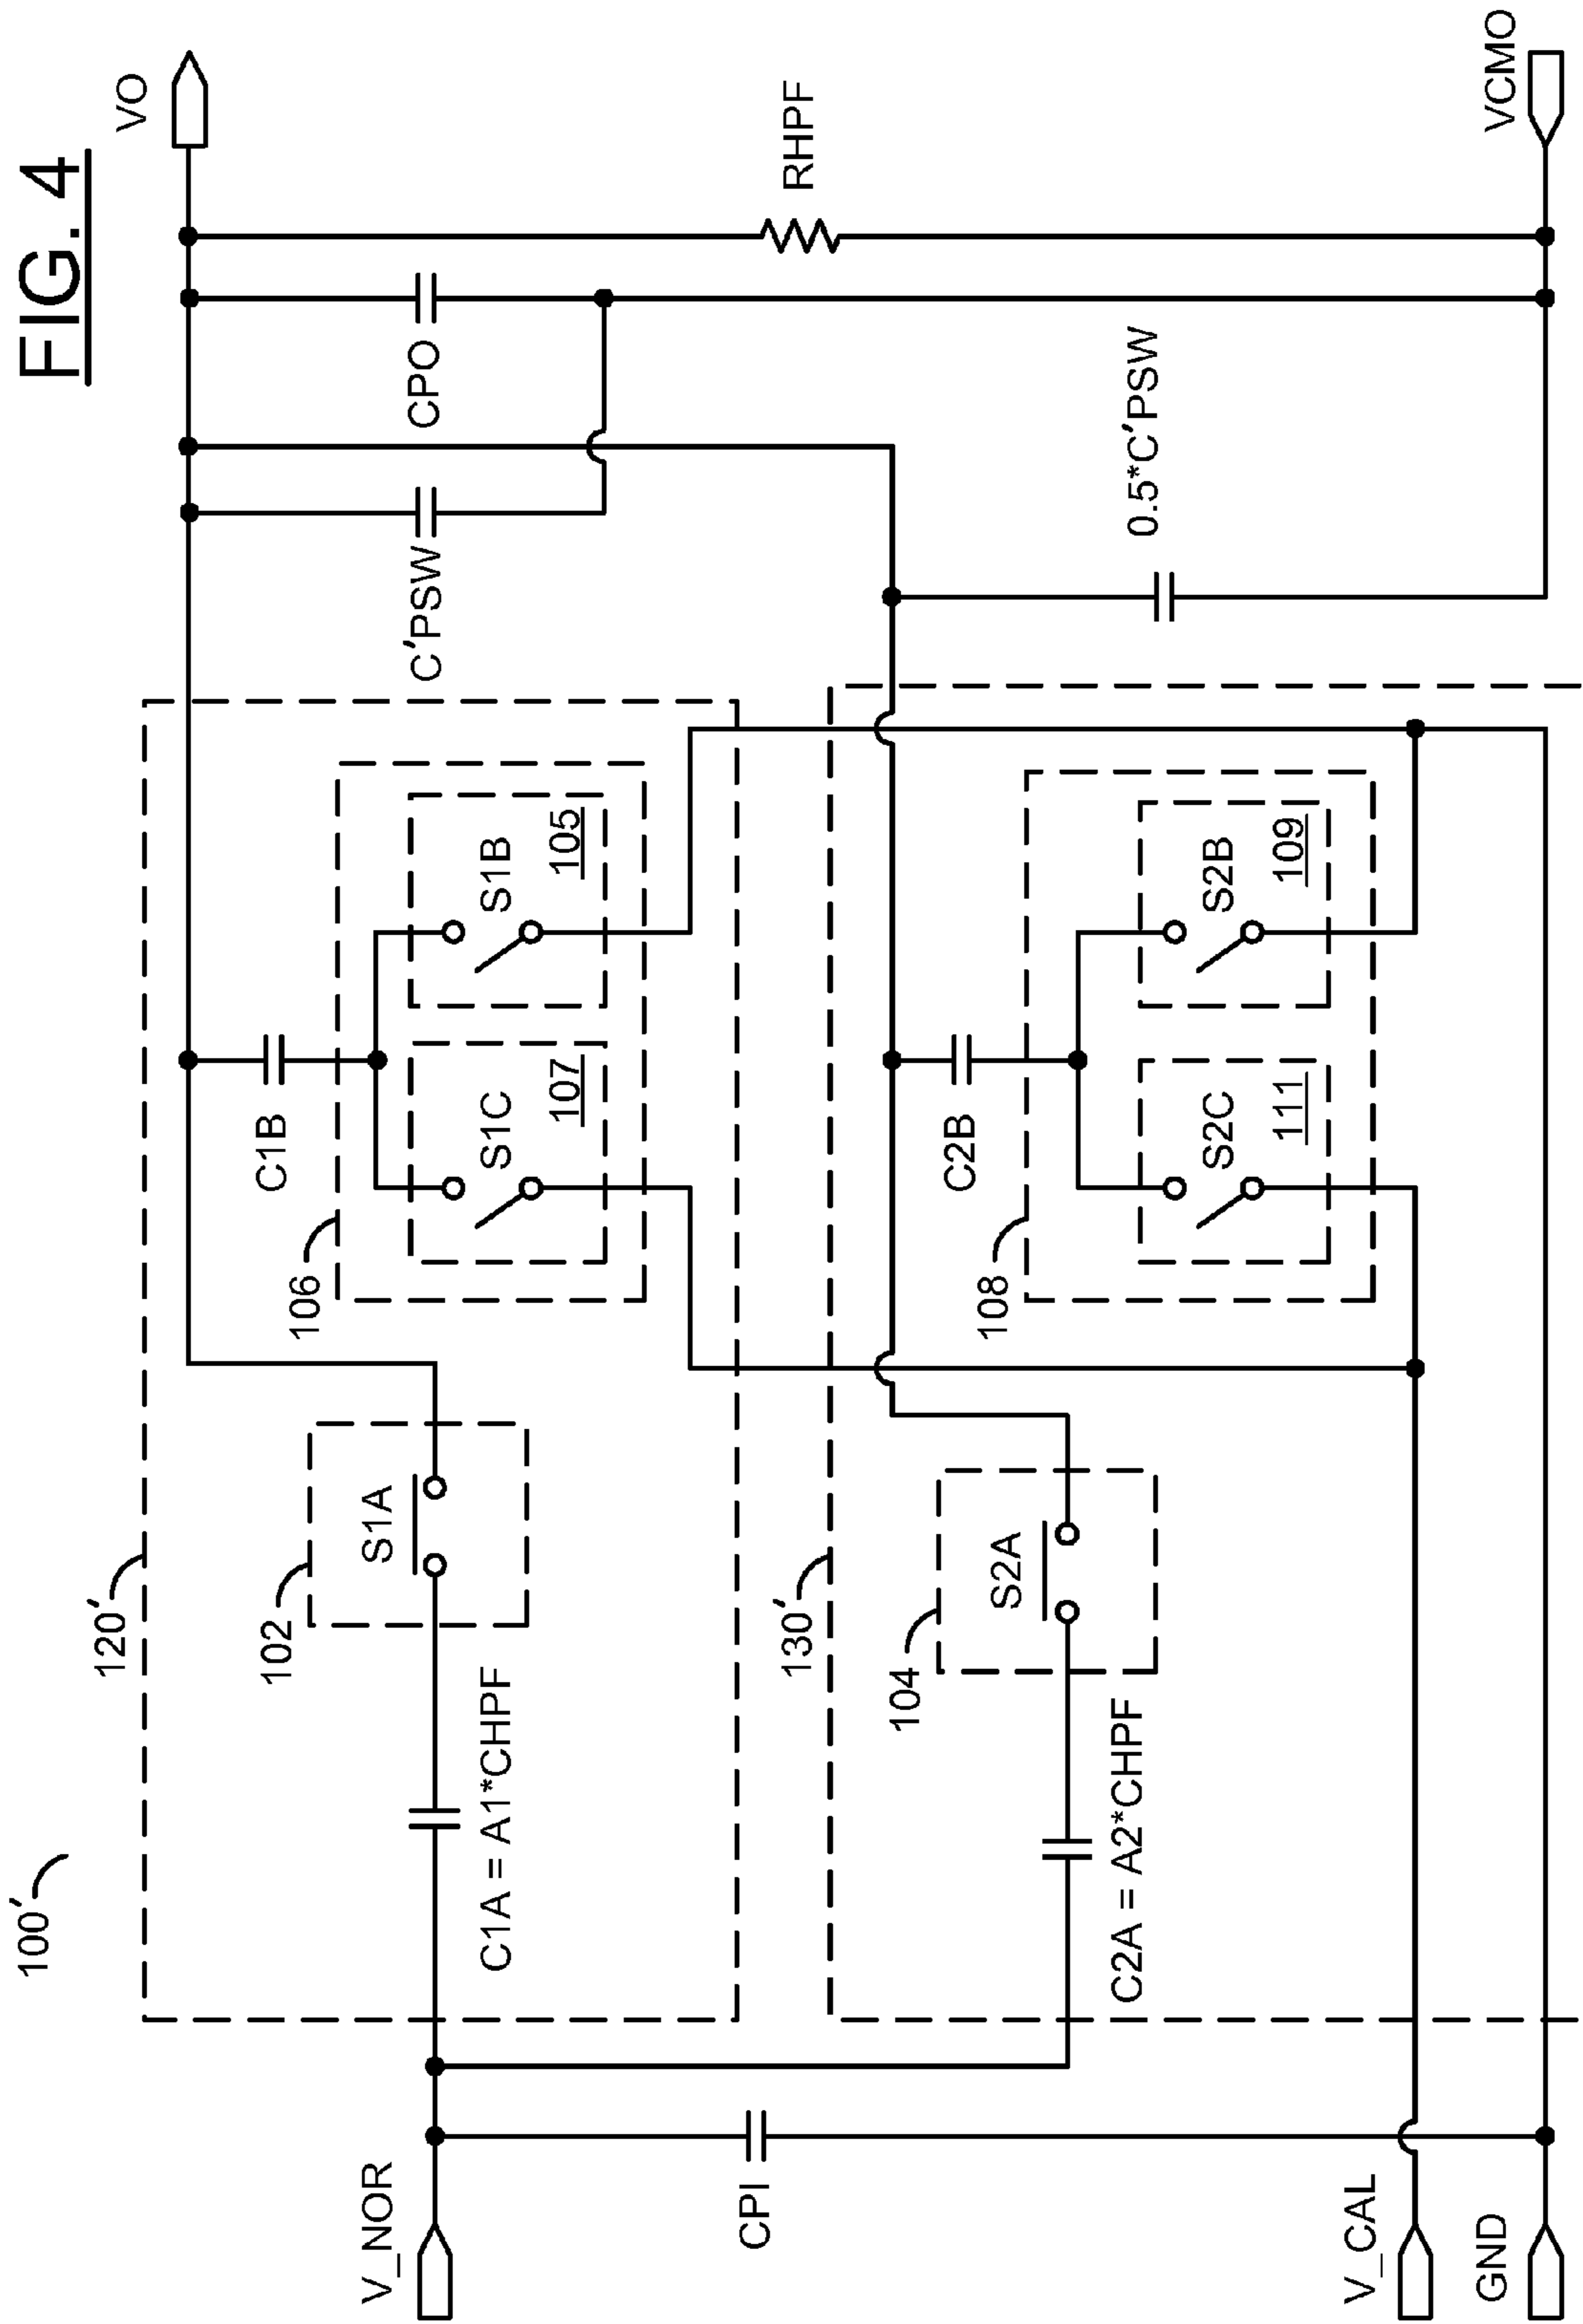 FIG. 4
100'
120'
VO
C1B
106
S1C
107
S1B
105
C'PSW
CPO
RHPF
102
S1A
C1A = A1*CHPF
V_NOR
130'
104
S2A
C2A = A2*CHPF
C2B
108
S2C
111
S2B
109
0.5*C'PSW
CPI
V_CAL
GND
VCMO